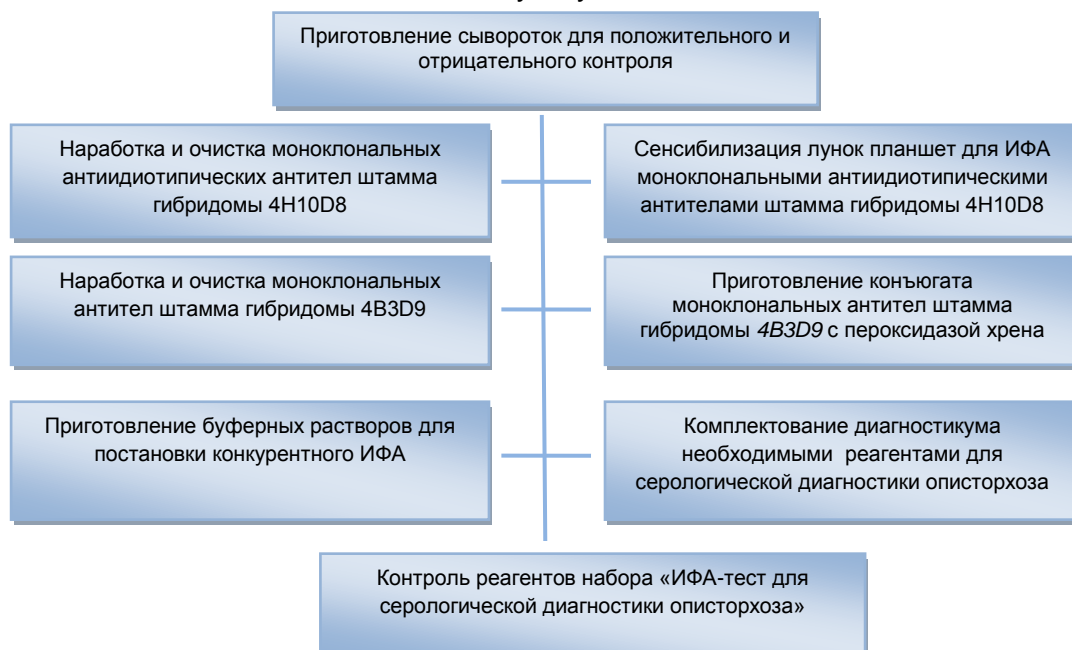 Приготовление сывороток для положительного и
отрицательного контроля
Наработка и очистка моноклональных
антиидиотипических антител штамма
гибридомы 4H10D8
Сенсибилизация лунок планшет для ИФА
моноклональными антиидиотипическими
антителами штамма гибридомы 4H10D8
Наработка и очистка моноклональных
антител штамма гибридомы 4B3D9
Приготовление конъюгата
моноклональных антител штамма
гибридомы 4B3D9 с пероксидазой хрена
Приготовление буферных растворов для
постановки конкурентного ИФА
Комплектование диагностикума
необходимыми реагентами для
серологической диагностики описторхоза
Контроль реагентов набора «ИФА-тест для
серологической диагностики описторхоза»